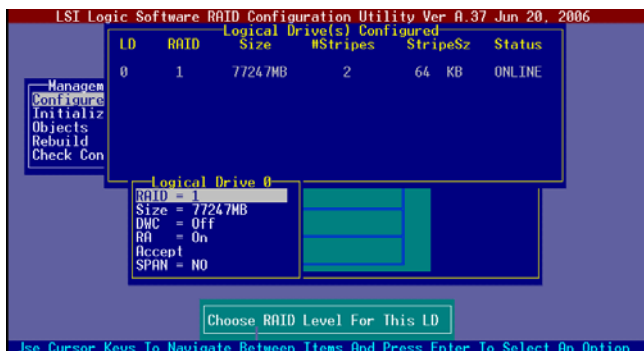 LSI Logic Software RAID Configuration Utility Ver A.37 Jun 20, 2006
Logical Drive(s) Configured
LD RAID Size #Stripes StripeSz Status
0 1 77247MB 2 64 KB ONLINE
Managem
Configure
Initializ
Objects
Rebuild
Check Con
Logical Drive 0
RAID = 1
Size = 77247MB
DWC = Off
RA = On
Accept
SPAN = NO
Choose RAID Level For This LD
Use Cursor Keys To Navigate Between Items And Press Enter To Select An Option